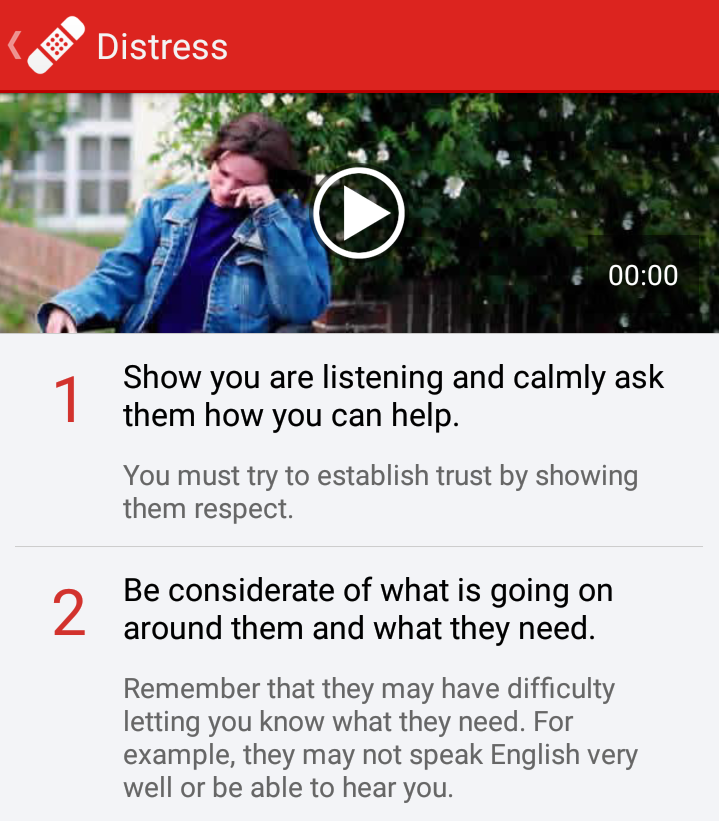 Distress
00:00
1
Show you are listening and calmly ask
them how you can help.
You must try to establish trust by showing
them respect.
2
Be considerate of what is going on
around them and what they need.
Remember that they may have difficulty
letting you know what they need. For
example, they may not speak English very
well or be able to hear you.